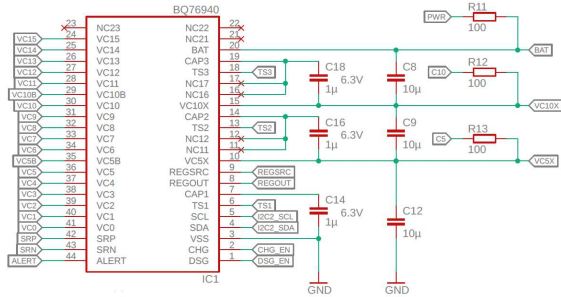 BQ76940
R11
PWR
100
23 NC23 NC22 22
VC15 24 VC15 NC21 21
VC14 25 VC14 BAT 20 BAT
VC13 26 VC13 CAP3 19 C18 C8 R12
VC12 27 VC12 TS3 18 TS3 6.3V C10
VC11 28 VC11 NC17 17 1µ 10µ 100
VC10B 29 VC10B NC16 16
VC10 30 VC10 VC10X 15 VC10X
VC9 31 VC9 CAP2 14 C16 C9 R13
VC8 32 VC8 TS2 13 TS2 6.3V C5
VC7 33 VC7 NC12 12 1µ 10µ 100
VC6 34 VC6 NC11 11
VC5B 35 VC5B VC5X 10 VC5X
VC5 36 VC5 REGSRC 9 REGSRC
VC4 37 VC4 REGOUT 8 REGOUT
VC3 38 VC3 CAP1 7 C14 C12
VC2 39 VC2 TS1 6 TS1 6.3V
VC1 40 VC1 SCL 5 I2C2_SCL 1µ 10µ
VC0 41 VC0 SDA 4 I2C2_SDA
SRP 42 SRP VSS 3
SRN 43 SRN CHG 2 CHG_EN
ALERT 44 ALERT DSG 1 DSG_EN
IC1
GND GND